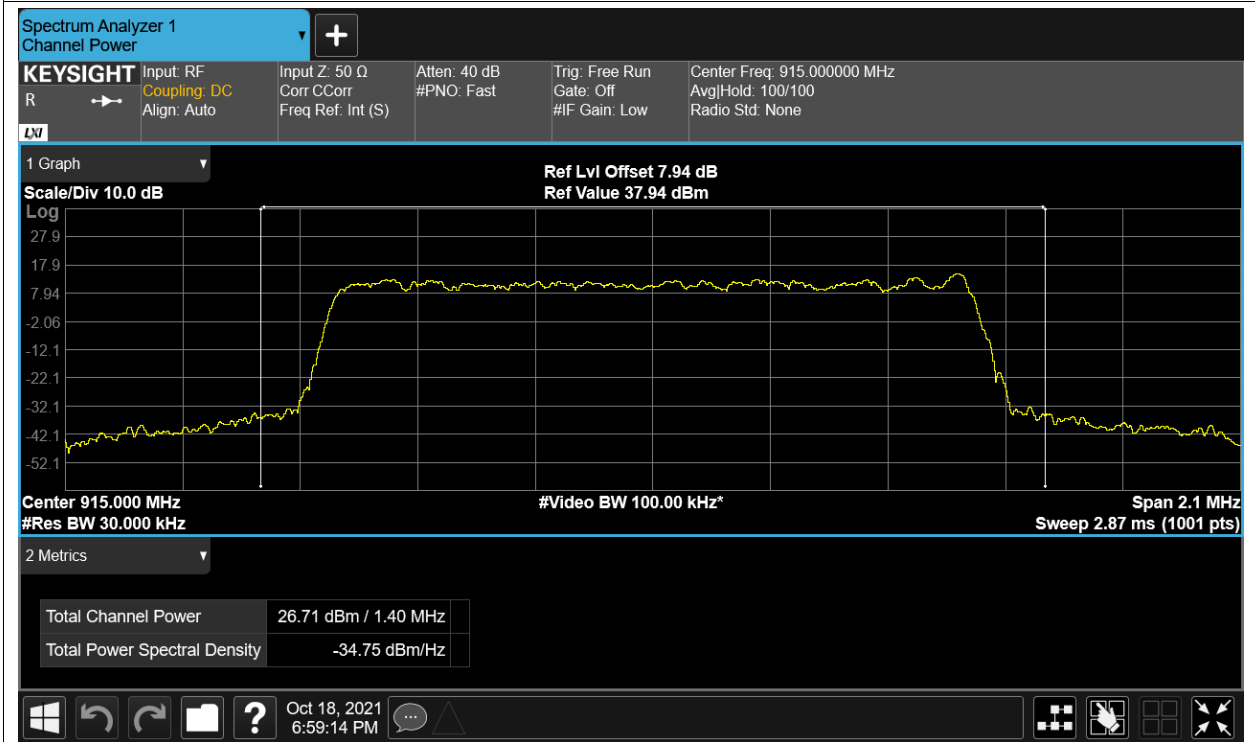 Spectrum Analyzer 1
Channel Power
+
KEYSIGHT
R
LXI
Input: RF
Coupling: DC
Align: Auto
Input Z: 50 Ω
Corr CCorr
Freq Ref: Int (S)
Atten: 40 dB
#PNO: Fast
Trig: Free Run
Gate: Off
#IF Gain: Low
Center Freq: 915.000000 MHz
Avg|Hold: 100/100
Radio Std: None
1 Graph
Ref Lvl Offset 7.94 dB
Scale/Div 10.0 dB
Ref Value 37.94 dBm
Log
27.9
17.9
7.94
-2.06
-12.1
-22.1
-32.1
-42.1
-52.1
Center 915.000 MHz
#Video BW 100.00 kHz*
Span 2.1 MHz
#Res BW 30.000 kHz
Sweep 2.87 ms (1001 pts)
2 Metrics
Total Channel Power 26.71 dBm / 1.40 MHz
Total Power Spectral Density -34.75 dBm/Hz
?
Oct 18, 2021
6:59:14 PM